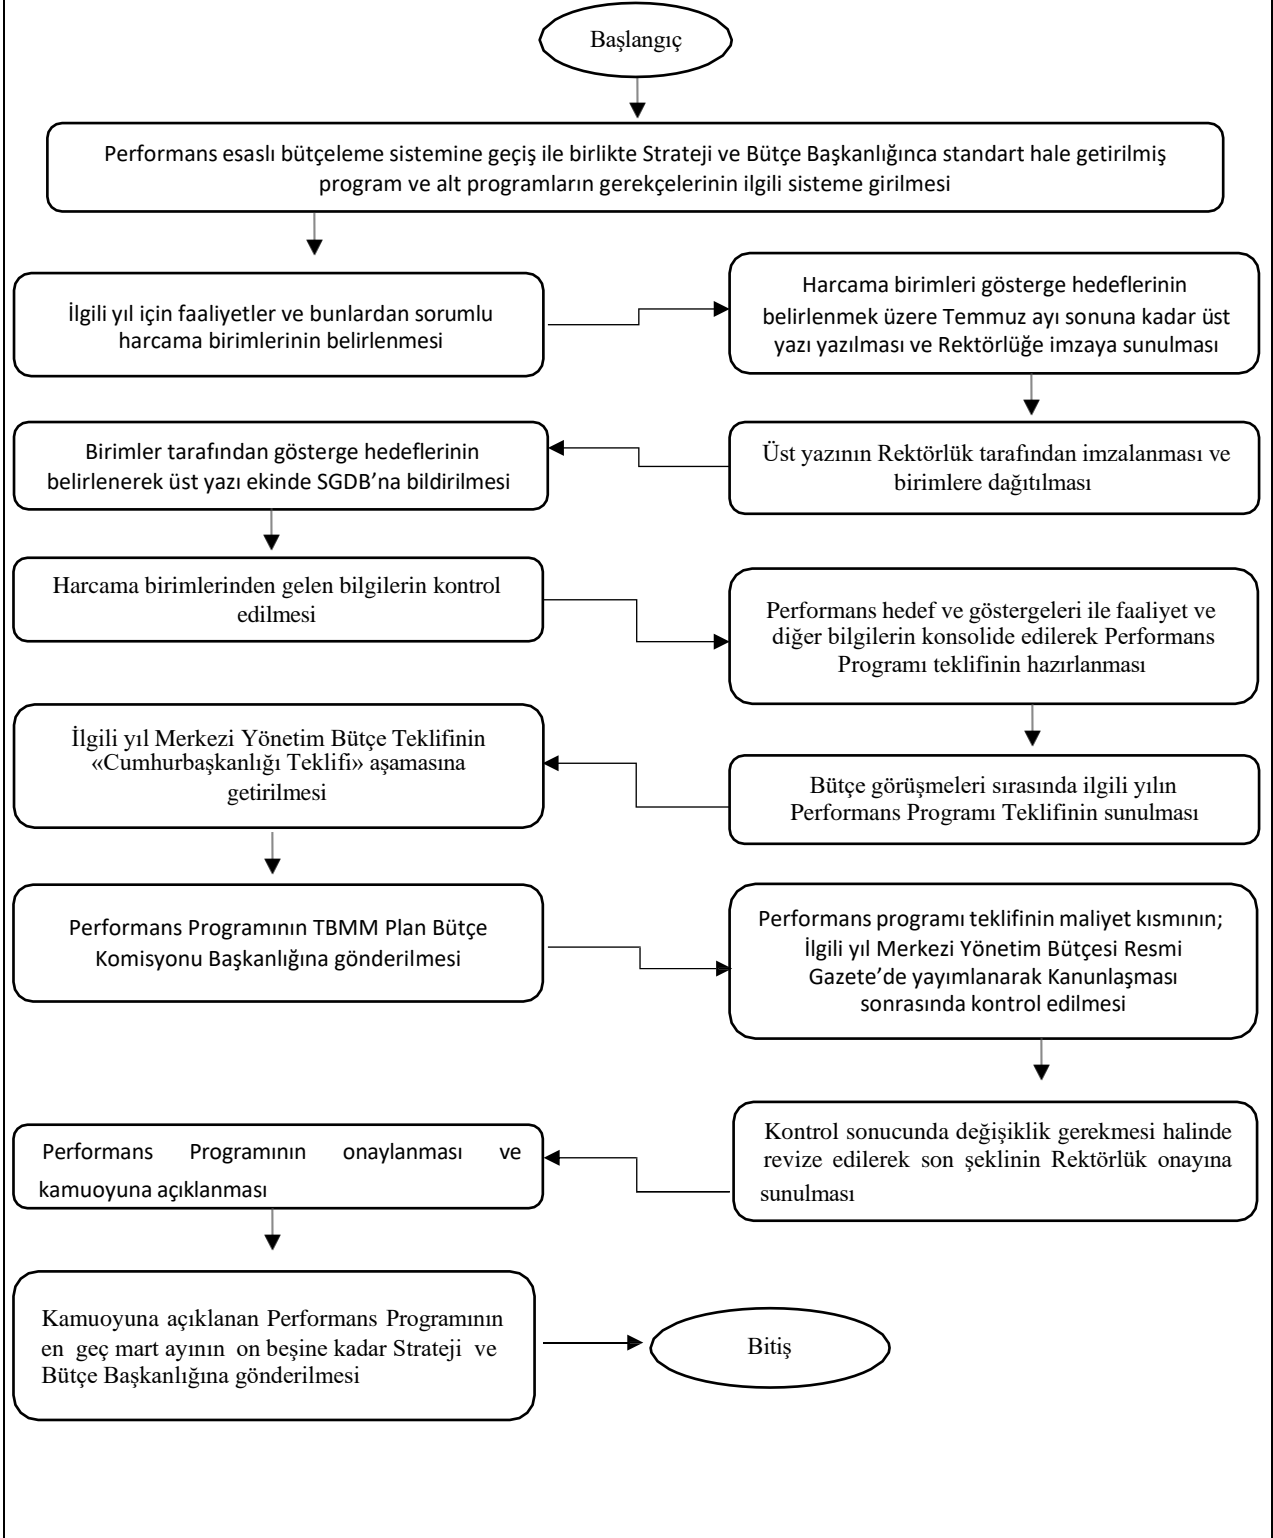 Başlangıç
Performans esaslı bütçeleme sistemine geçiş ile birlikte Strateji ve Bütçe Başkanlığınca standart hale getirilmiş
program ve alt programların gerekçelerinin ilgili sisteme girilmesi
İlgili yıl için faaliyetler ve bunlardan sorumlu
harcama birimlerinin belirlenmesi
Harcama birimleri gösterge hedeflerinin
belirlenmek üzere Temmuz ayı sonuna kadar üst
yazı yazılması ve Rektörlüğe imzaya sunulması
Üst yazının Rektörlük tarafından imzalanması ve
birimlere dağıtılması
Birimler tarafından gösterge hedeflerinin
belirlenerek üst yazı ekinde SGDB’na bildirilmesi
Harcama birimlerinden gelen bilgilerin kontrol
edilmesi
Performans hedef ve göstergeleri ile faaliyet ve
diğer bilgilerin konsolide edilerek Performans
Programı teklifinin hazırlanması
Bütçe görüşmeleri sırasında ilgili yılın
Performans Programı Teklifinin sunulması
İlgili yıl Merkezi Yönetim Bütçe Teklifinin
«Cumhurbaşkanlığı Teklifi» aşamasına
getirilmesi
Performans Programının TBMM Plan Bütçe
Komisyonu Başkanlığına gönderilmesi
Performans programı teklifinin maliyet kısmının;
İlgili yıl Merkezi Yönetim Bütçesi Resmi
Gazete’de yayımlanarak Kanunlaşması
sonrasında kontrol edilmesi
Kontrol sonucunda değişiklik gerekmesi halinde
revize edilerek son şeklinin Rektörlük onayına
sunulması
Performans Programının onaylanması ve
kamuoyuna açıklanması
Kamuoyuna açıklanan Performans Programının
en geç mart ayının on beşine kadar Strateji ve
Bütçe Başkanlığına gönderilmesi
Bitiş